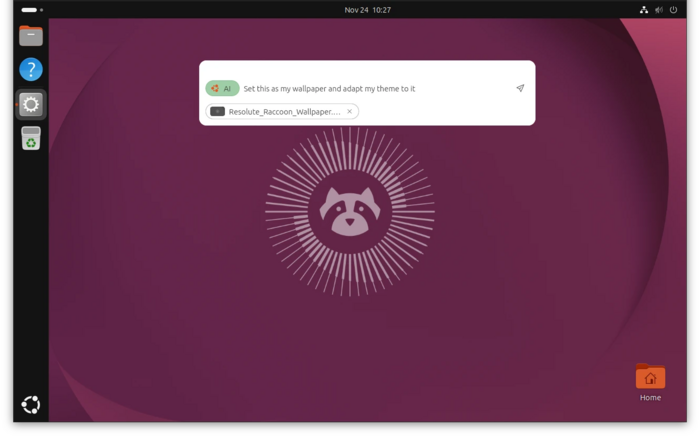 Nov 24 10:27
?
AI Set this as my wallpaper and adapt my theme to it
Resolute_Raccoon_Wallpaper.... ×
Home